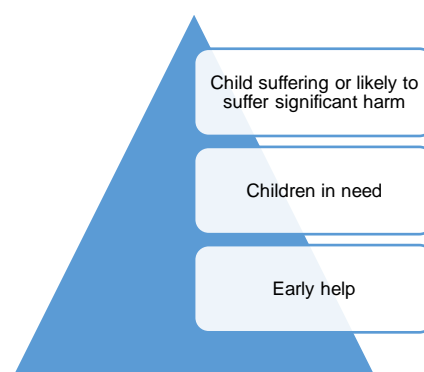 Child suffering or likely to
suffer significant harm
Children in need
Early help